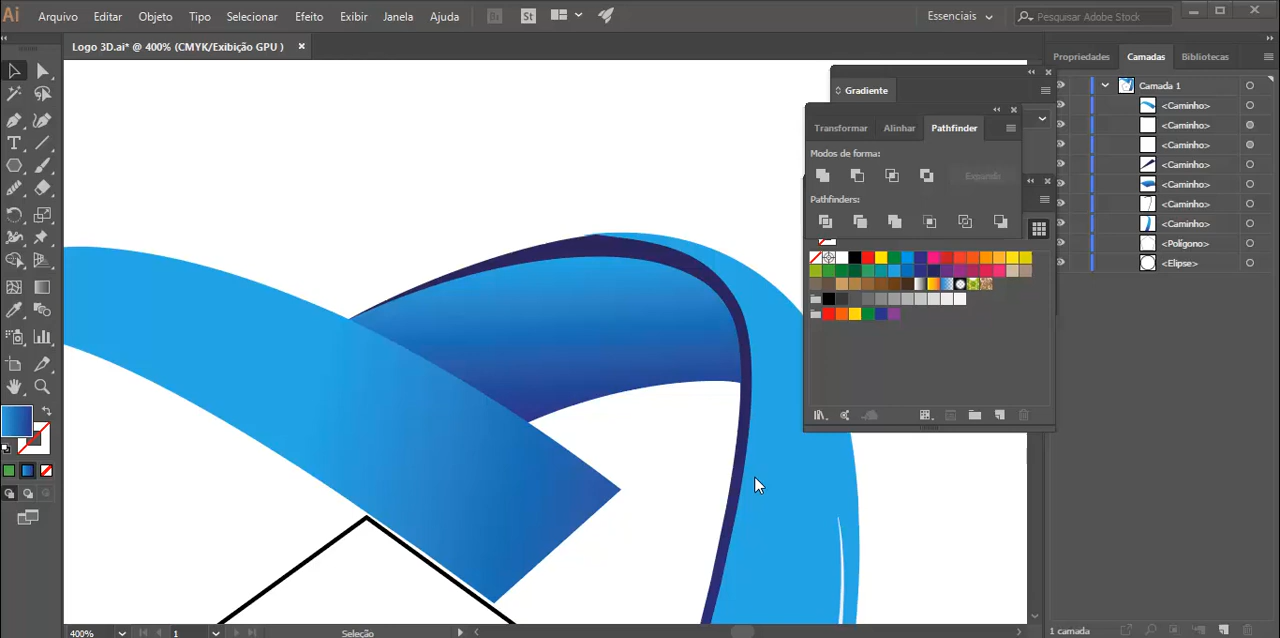 Ai Arquivo Editar Objeto Tipo Selecionar Efeito Exibir Janela Ajuda Br St Essenciais Pesquisar Adobe Stock
Logo 3D.ai* @ 400% (CMYK/Exibição GPU ) ×
Propriedades Camadas Bibliotecas
Gradiente
Camada 1
<Caminho>
<Caminho>
<Caminho>
<Caminho>
<Caminho>
<Caminho>
<Caminho>
<Polígono>
<Elipse>
Transformar Alinhar Pathfinder
Modos de forma:
Expandir
Pathfinders:
400% 1 Seleção
1 camada